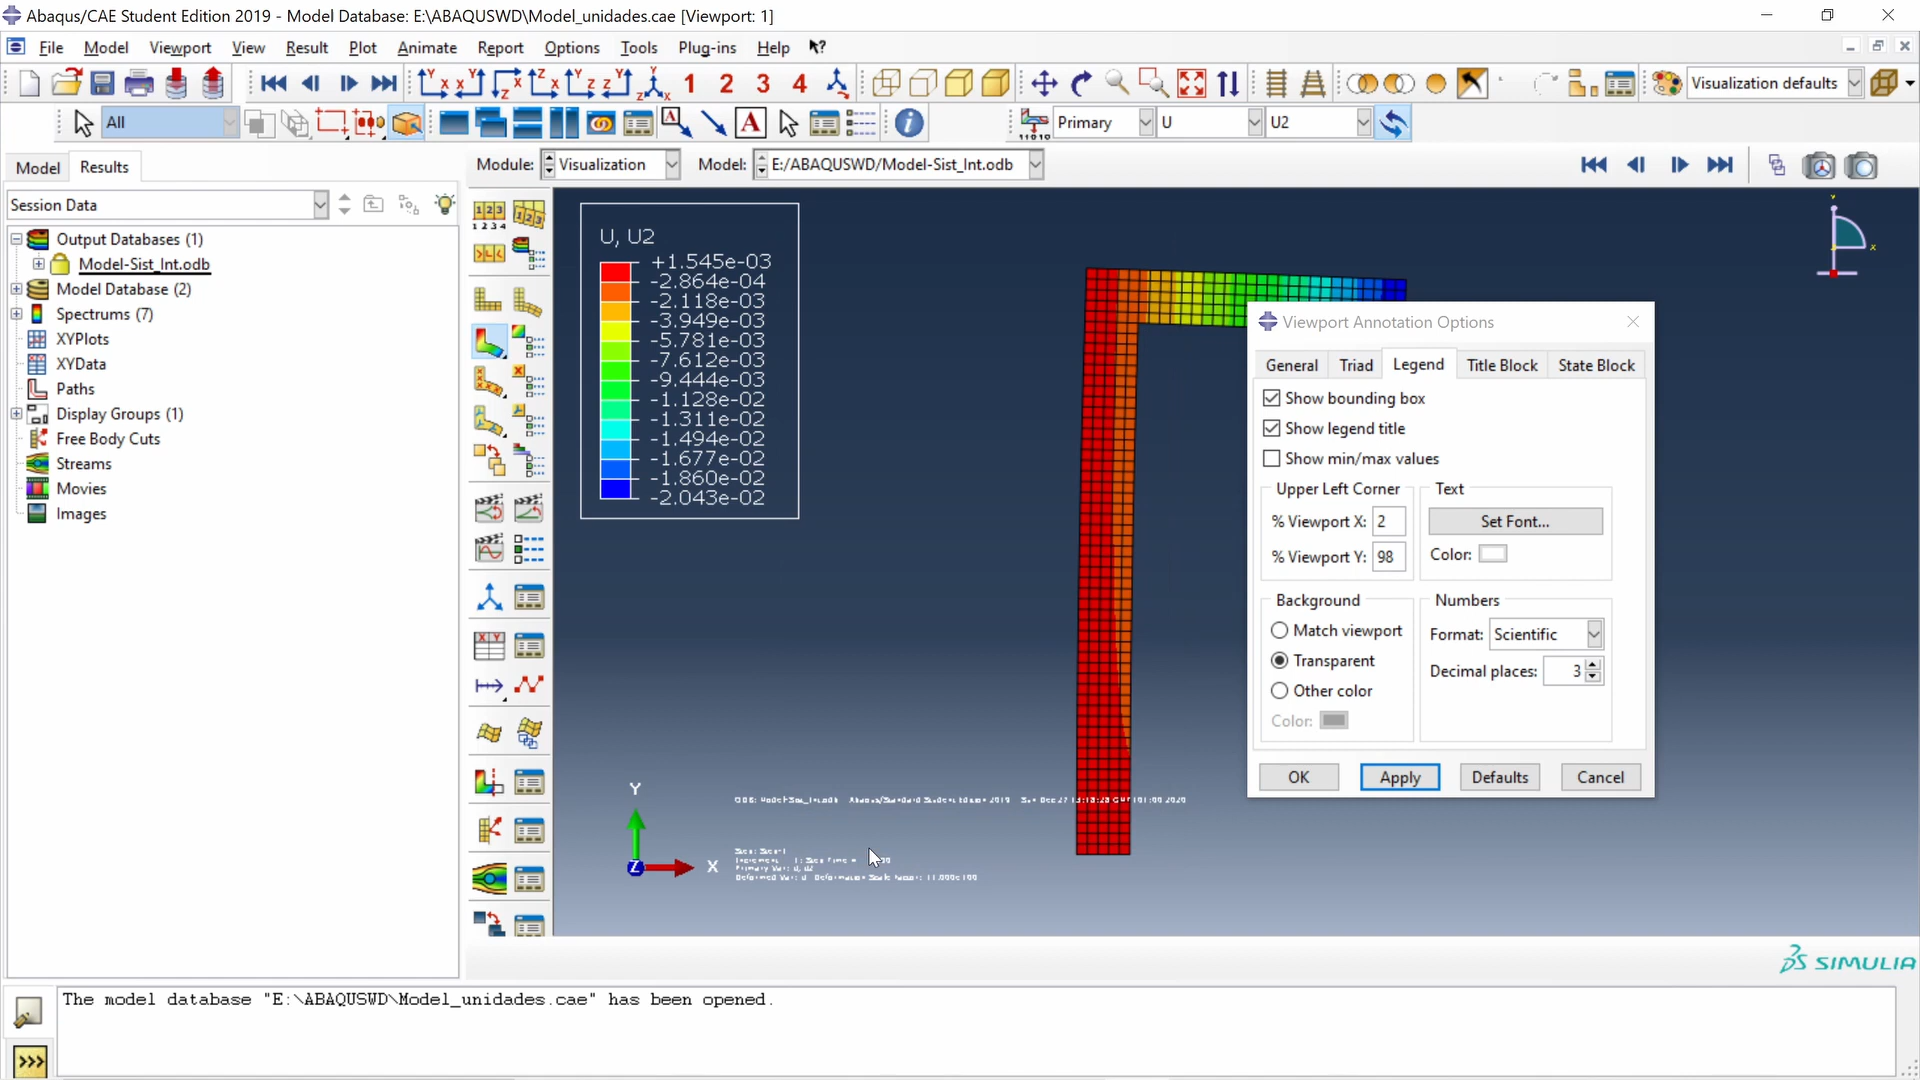 Abaqus/CAE Student Edition 2019 - Model Database: E:\ABAQUSWD\Model_unidades.cae [Viewport: 1]
File Model Viewport View Result Plot Animate Report Options Tools Plug-ins Help
1 2 3 4 Visualization defaults
All Primary U U2
Model Results Module: Visualization Model: E:/ABAQUSWD/Model-Sist_Int.odb
Session Data
Output Databases (1)
Model-Sist_Int.odb
Model Database (2)
Spectrums (7)
XYPlots
XYData
Paths
Display Groups (1)
Free Body Cuts
Streams
Movies
Images
U, U2
+1.545e-03
-2.864e-04
-2.118e-03
-3.949e-03
-5.781e-03
-7.612e-03
-9.444e-03
-1.128e-02
-1.311e-02
-1.494e-02
-1.677e-02
-1.860e-02
-2.043e-02
Viewport Annotation Options
General Triad Legend Title Block State Block
Show bounding box
Show legend title
Show min/max values
Upper Left Corner
% Viewport X: 2
% Viewport Y: 98
Text
Set Font...
Color:
Background
Match viewport
Transparent
Other color
Color:
Numbers
Format: Scientific
Decimal places: 3
OK Apply Defaults Cancel
Y
Z
X
SIMULIA
The model database "E:\ABAQUSWD\Model_unidades.cae" has been opened.
>>>